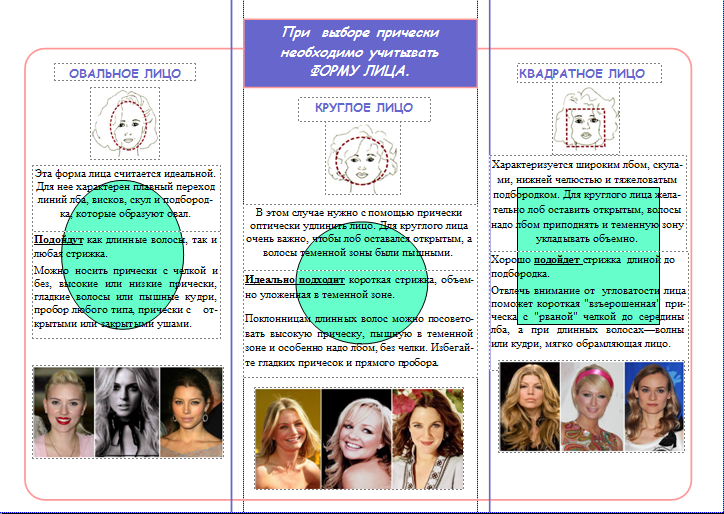 При выборе прически
необходимо учитывать
ФОРМУ ЛИЦА.
ОВАЛЬНОЕ ЛИЦО
Эта форма лица считается идеальной.
Для нее характерен плавный переход
линий лба, висков, скул и подбород-
ка, которые образуют овал.
Подойдут как длинные волосы, так и
любая стрижка.
Можно носить прически с челкой и
без, высокие или низкие прически,
гладкие волосы или пышные кудри,
пробор любого типа, прически с от-
крытыми или закрытыми ушами.
КРУГЛОЕ ЛИЦО
В этом случае нужно с помощью прически
оптически удлинить лицо. Для круглого лица
очень важно, чтобы лоб оставался открытым, а
волосы теменной зоны были пышными.
Идеально подходит короткая стрижка, объем-
но уложенная в теменной зоне.
Поклонницам длинных волос можно посовето-
вать высокую прическу, пышную в теменной
зоне и особенно надо лбом, без челки. Избегай-
те гладких причесок и прямого пробора.
КВАДРАТНОЕ ЛИЦО
Характеризуется широким лбом, скула-
ми, нижней челюстью и тяжеловатым
подбородком. Для круглого лица жела-
тельно лоб оставить открытым, волосы
надо лбом приподнять и теменную зону
укладывать объемно.
Хорошо подойдет стрижка длиной до
подбородка.
Отвлечь внимание от угловатости лица
поможет короткая "взъерошенная" при-
ческа с "рваной" челкой до середины
лба, а при длинных волосах—волны
или кудри, мягко обрамляющие лицо.